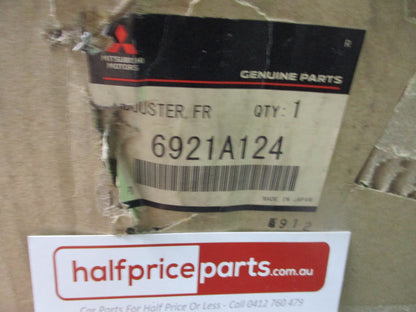 MITSUBISHI
MOTORS
GENUINE PARTS
JUSTER, FR QTY: 1
6921A124
MADE IN JAPAN
912
halfpriceparts.com.au
Car Parts For Half Price Or Less - Call 0412 760 479